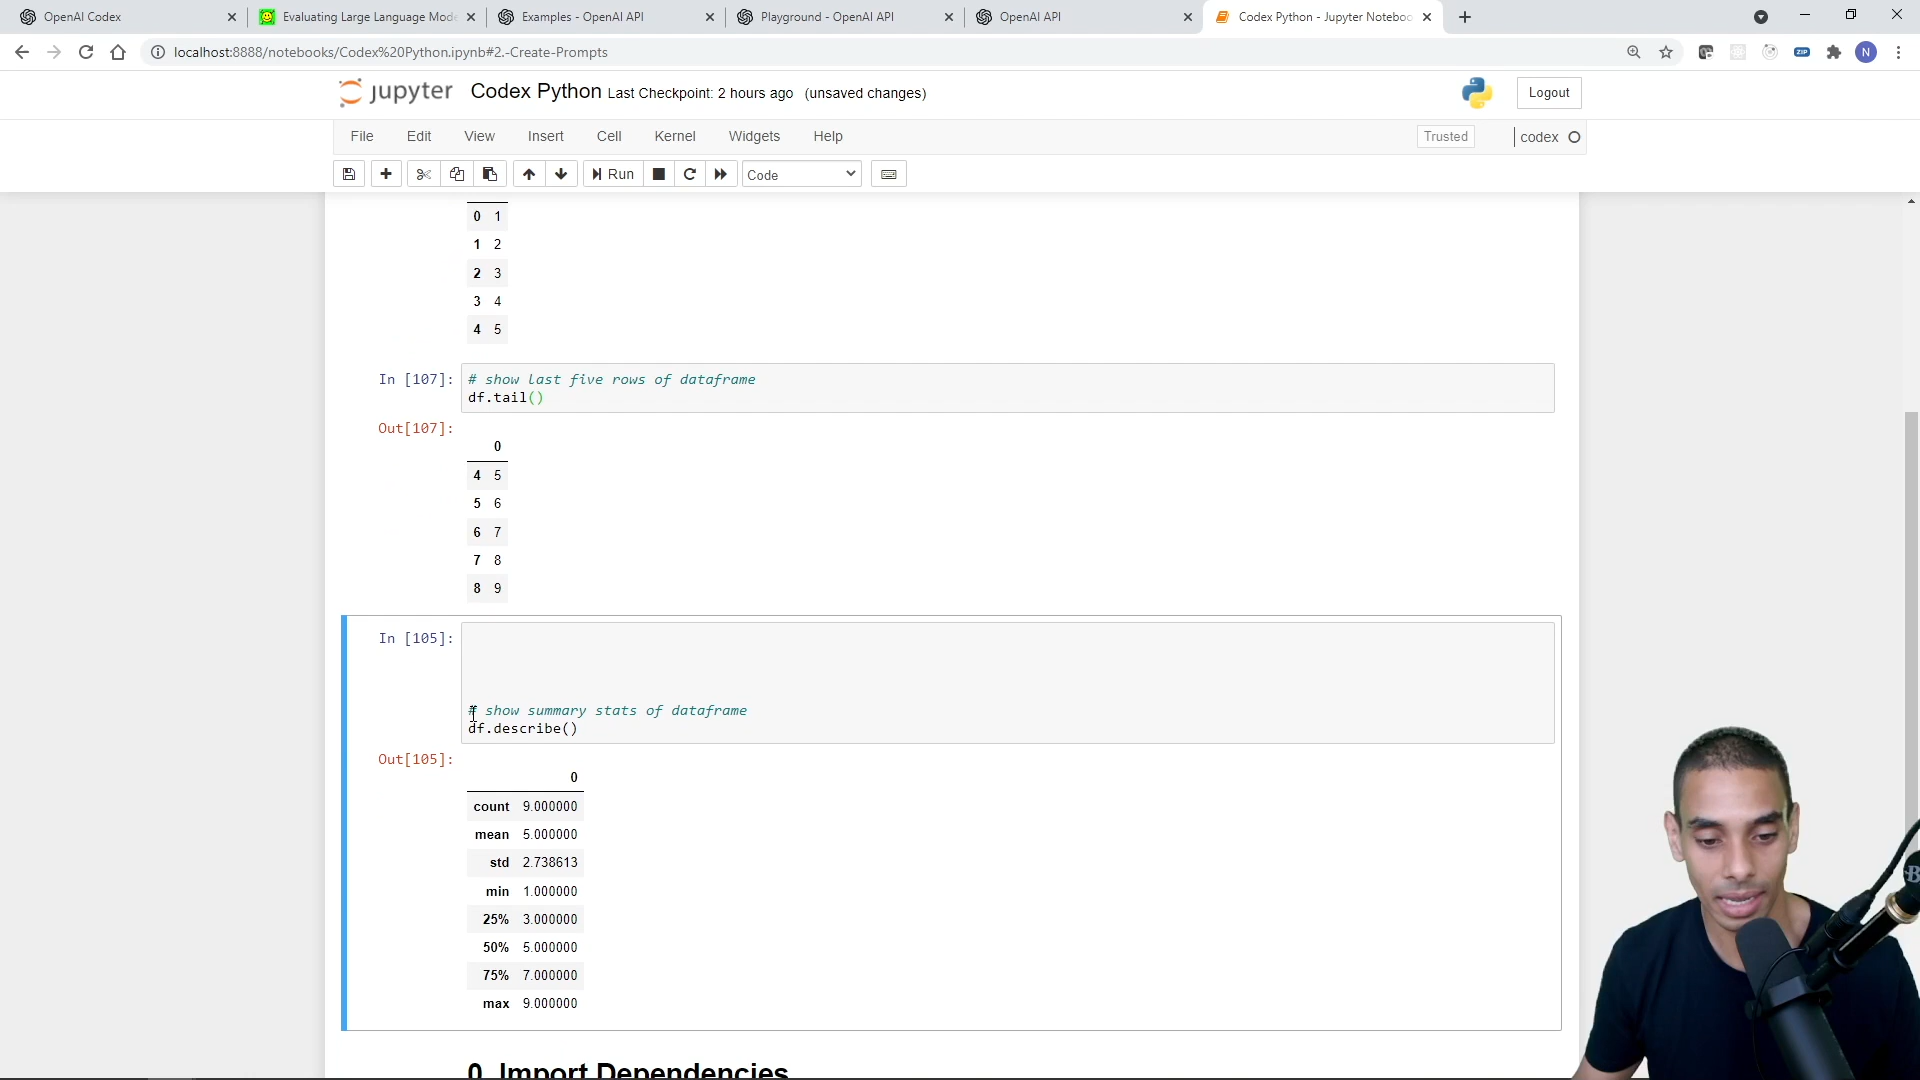 OpenAI Codex
Evaluating Large Language Mode
Examples - OpenAI API
Playground - OpenAI API
OpenAI API
Codex Python - Jupyter Noteboo
localhost:8888/notebooks/Codex%20Python.ipynb#2.-Create-Prompts
ZIP
N
jupyter Codex Python Last Checkpoint: 2 hours ago (unsaved changes)
Logout
File Edit View Insert Cell Kernel Widgets Help
Trusted
codex
Run
Code
0 1
1 2
2 3
3 4
4 5
In [107]: # show last five rows of dataframe
df.tail()
Out[107]:
0
4 5
5 6
6 7
7 8
8 9
In [105]:
# show summary stats of dataframe
df.describe()
Out[105]:
0
count 9.000000
mean 5.000000
std 2.738613
min 1.000000
25% 3.000000
50% 5.000000
75% 7.000000
max 9.000000
0. Import Dependencies